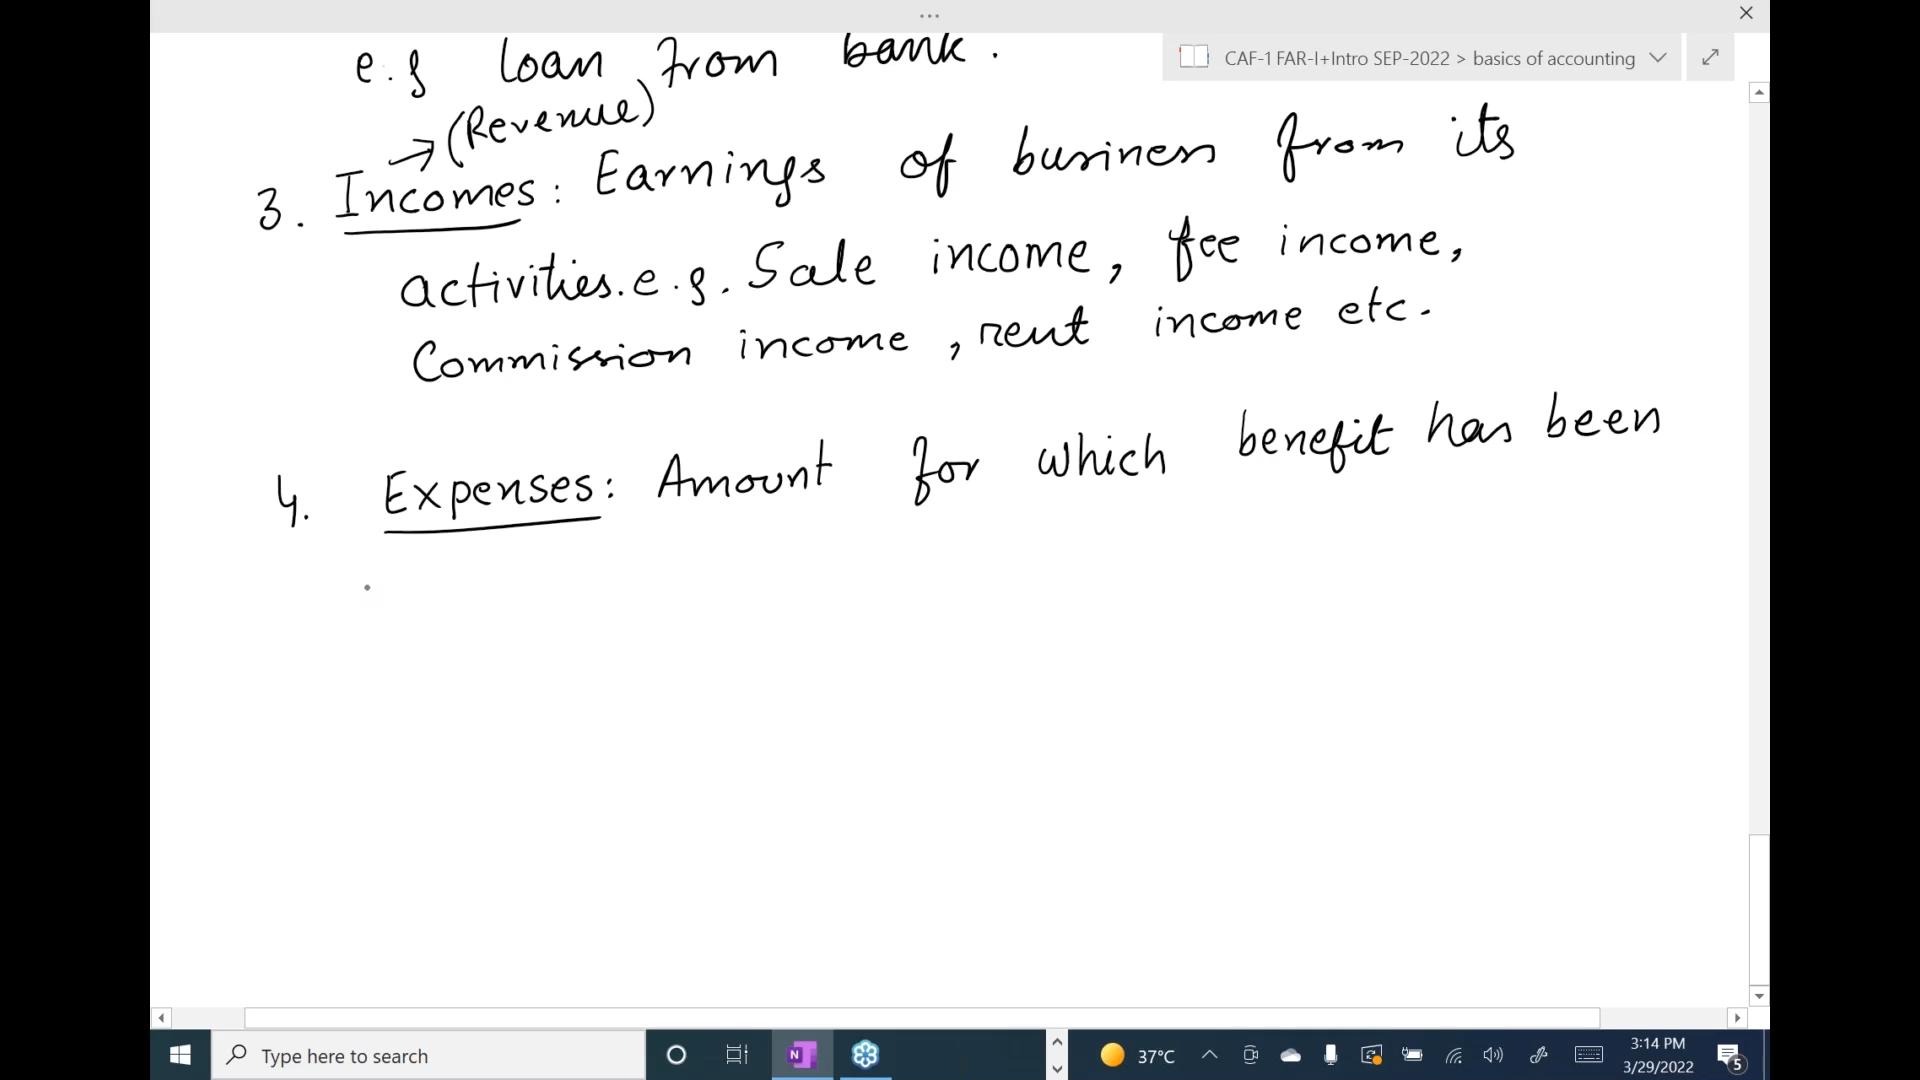 e.g loan from bank.
CAF-1 FAR-I+Intro SEP-2022 > basics of accounting
→ (Revenue)
3. Incomes: Earnings of business from its
activities. e.g. Sale income, fee income,
Commission income, rent income etc.
4. Expenses: Amount for which benefit has been
Type here to search
N
37°C
3:14 PM
3/29/2022
5